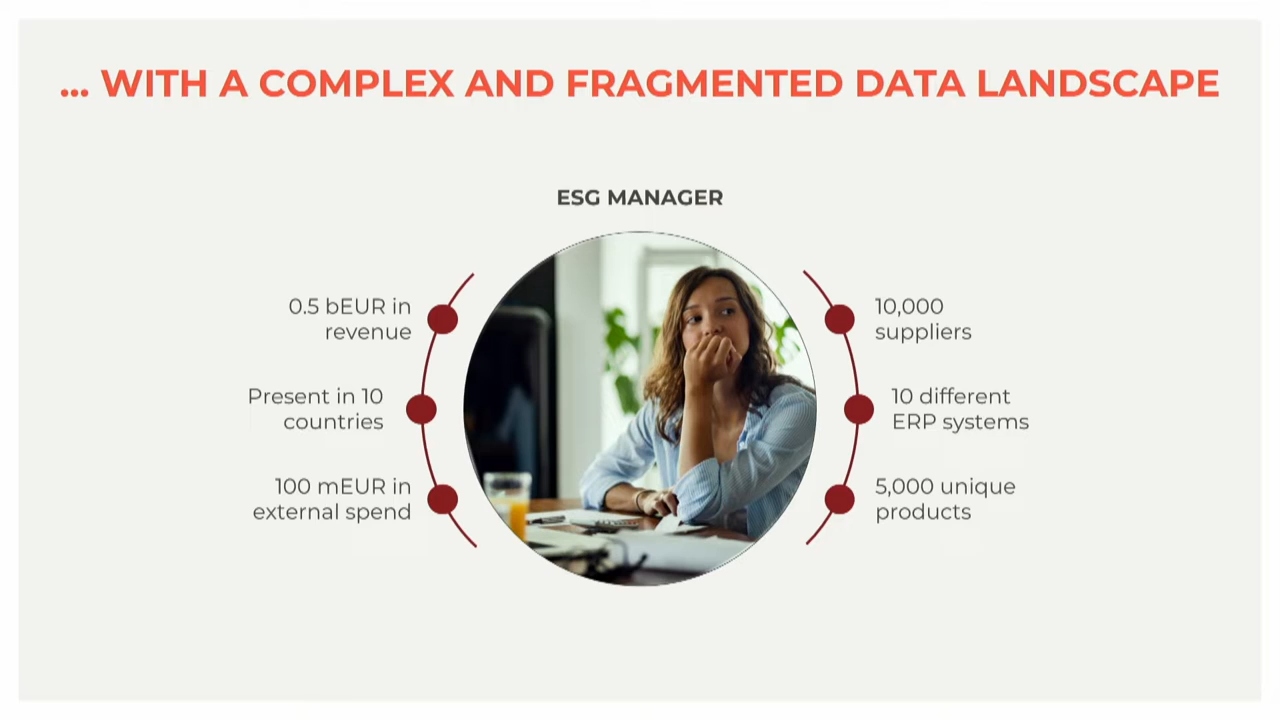 ... WITH A COMPLEX AND FRAGMENTED DATA LANDSCAPE
ESG MANAGER
0.5 bEUR in
revenue
Present in 10
countries
100 mEUR in
external spend
10,000
suppliers
10 different
ERP systems
5,000 unique
products